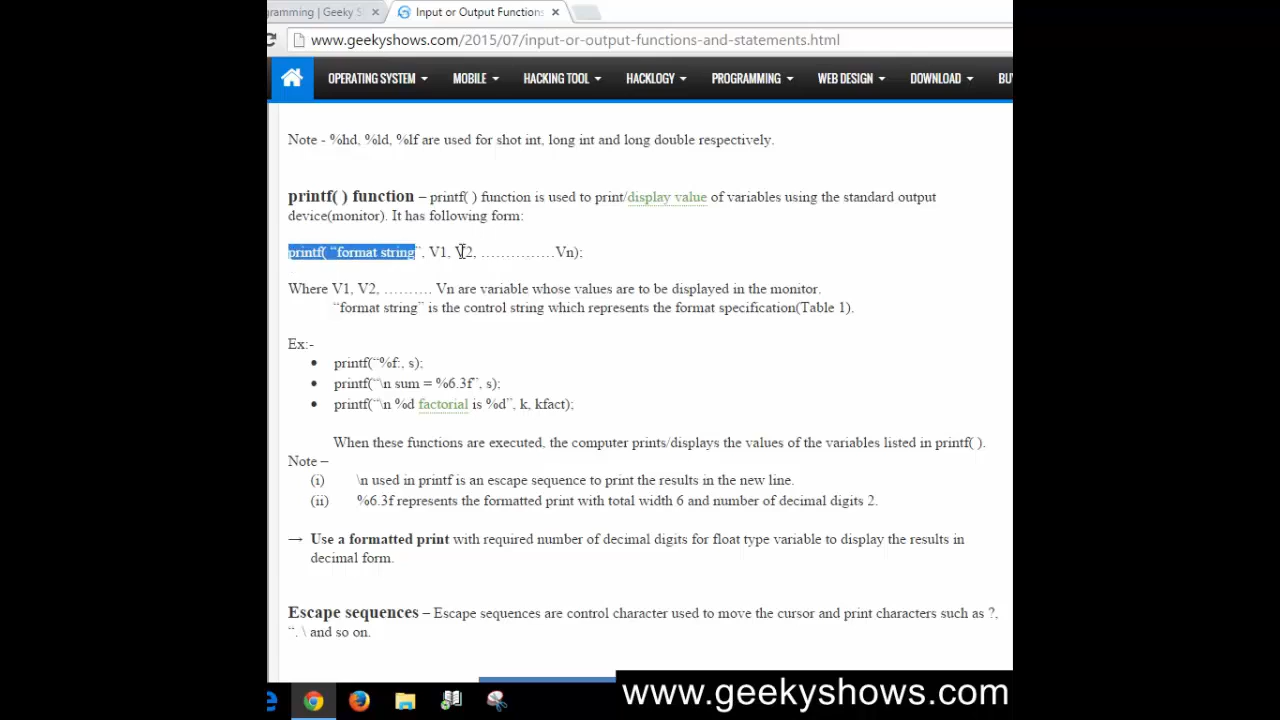 gramming | Geeky S
Input or Output Functions
www.geekyshows.com/2015/07/input-or-output-functions-and-statements.html
OPERATING SYSTEM MOBILE HACKING TOOL HACKLOGY PROGRAMMING WEB DESIGN DOWNLOAD BU
Note - %hd, %ld, %lf are used for shot int, long int and long double respectively.
printf( ) function – printf( ) function is used to print/display value of variables using the standard output
device(monitor). It has following form:
printf( “format string”, V1, V2, ……………Vn);
Where V1, V2, ………. Vn are variable whose values are to be displayed in the monitor.
“format string” is the control string which represents the format specification(Table 1).
Ex:-
• printf(“%f:, s);
• printf(“\n sum = %6.3f”, s);
• printf(“\n %d factorial is %d”, k, kfact);
When these functions are executed, the computer prints/displays the values of the variables listed in printf( ).
Note –
(i) \n used in printf is an escape sequence to print the results in the new line.
(ii) %6.3f represents the formatted print with total width 6 and number of decimal digits 2.
→ Use a formatted print with required number of decimal digits for float type variable to display the results in
decimal form.
Escape sequences – Escape sequences are control character used to move the cursor and print characters such as ?,
“. \ and so on.
www.geekyshows.com